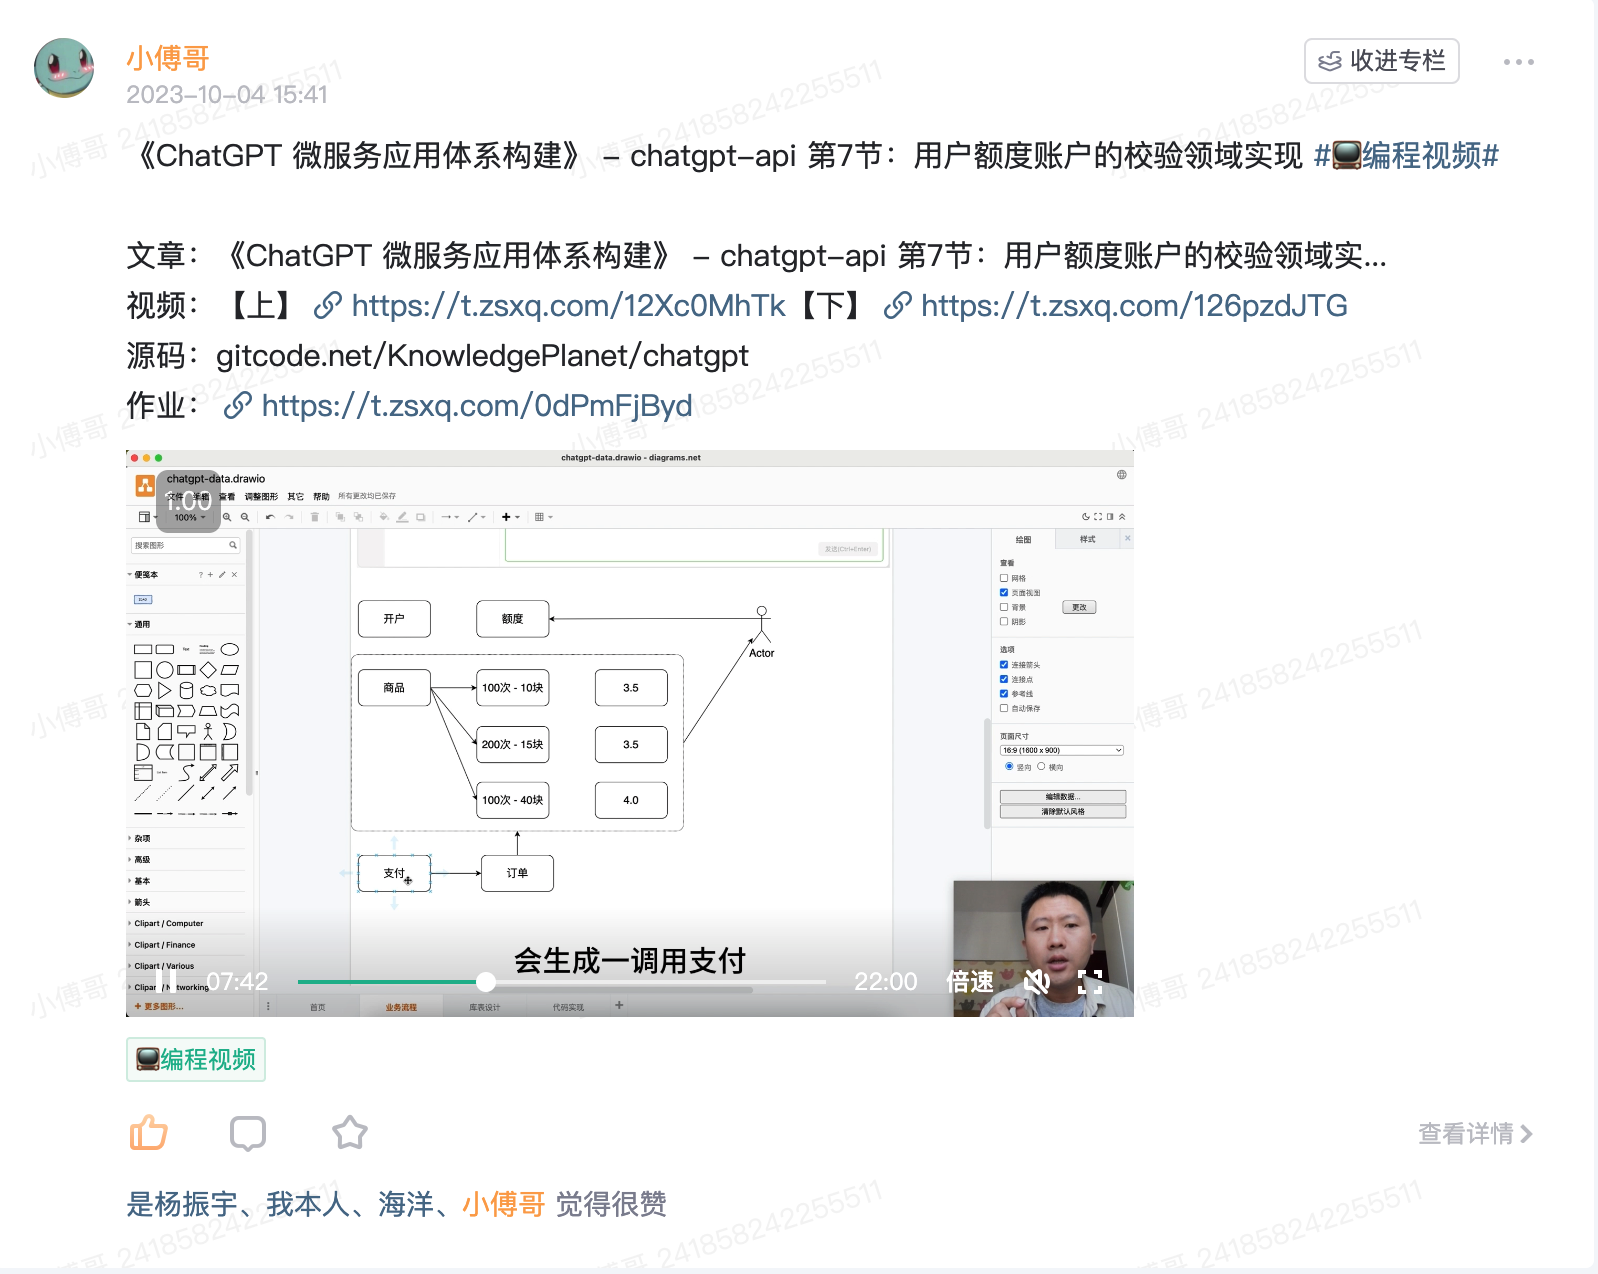 小傅哥
收进专栏
2023-10-04 15:41
《ChatGPT 微服务应用体系构建》 - chatgpt-api 第7节：用户额度账户的校验领域实现 #📺编程视频#
文章：《ChatGPT 微服务应用体系构建》 - chatgpt-api 第7节：用户额度账户的校验领域实...
视频：【上】 https://t.zsxq.com/12Xc0MhTk【下】 https://t.zsxq.com/126pzdJTG
源码：gitcode.net/KnowledgePlanet/chatgpt
作业： https://t.zsxq.com/0dPmFjByd
chatgpt-data.drawio - diagrams.net
chatgpt-data.drawio
文件 编辑 查看 调整图形 其它 帮助 所有更改均已保存
1.00
100%
搜索图形
便笺本
通用
杂项
高级
基本
箭头
Clipart / Computer
Clipart / Finance
Clipart / Various
Clipart / Networking
+ 更多图形...
发送(Ctrl+Enter)
开户
额度
Actor
商品
100次 - 10块
3.5
200次 - 15块
3.5
100次 - 40块
4.0
支付
订单
绘图
样式
查看
网格
页面视图
背景
更改
阴影
选项
连接箭头
连接点
参考线
自动保存
页面尺寸
16:9 (1600 x 900)
竖向 横向
编辑数据...
清除默认风格
会生成一调用支付
07:42
22:00
倍速
首页
业务流程
库表设计
代码实现
📺编程视频
查看详情
是杨振宇、我本人、海洋、小傅哥 觉得很赞
小傅哥 241858242255511